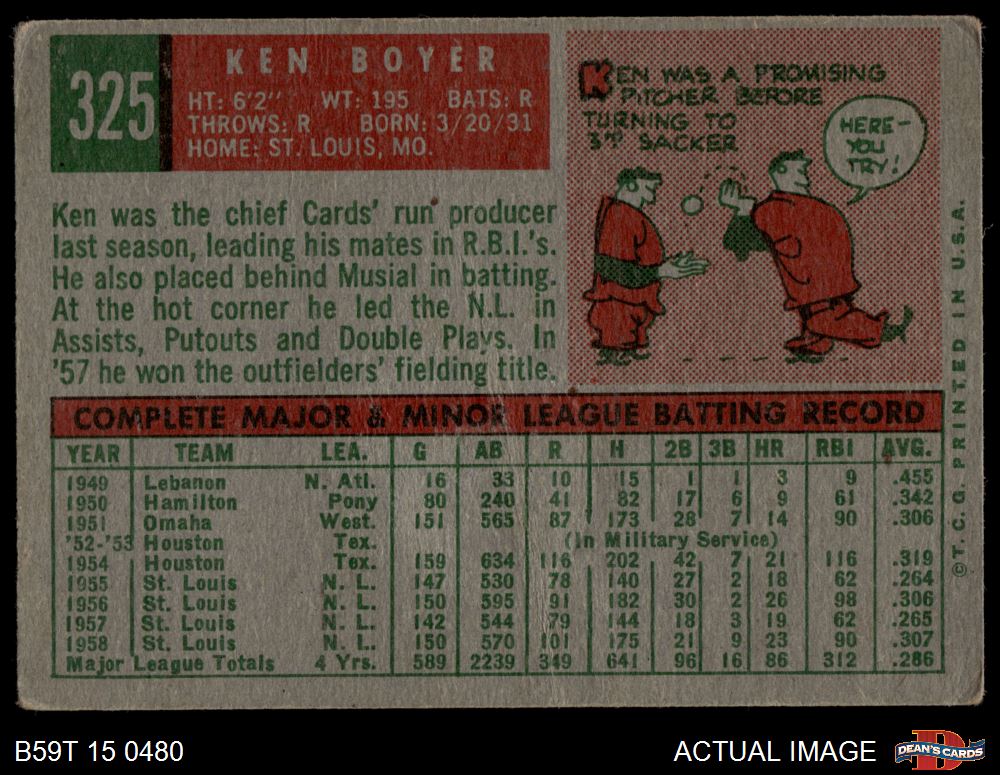 325
KEN BOYER
HT: 6'2" WT: 195 BATS: R
THROWS: R BORN: 3/20/31
HOME: ST. LOUIS, MO.
KEN WAS A PROMISING
PITCHER BEFORE
TURNING TO
3RD SACKER
HERE-
YOU
TRY!
Ken was the chief Cards' run producer
last season, leading his mates in R.B.I.'s.
He also placed behind Musial in batting.
At the hot corner he led the N.L. in
Assists, Putouts and Double Plays. In
'57 he won the outfielders' fielding title.
COMPLETE MAJOR & MINOR LEAGUE BATTING RECORD
YEAR TEAM LEA. G AB R H 2B 3B HR RBI AVG.
1949 Lebanon N. Atl. 16 33 10 15 1 1 3 9 .455
1950 Hamilton Pony 80 240 41 82 17 6 9 61 .342
1951 Omaha West. 151 565 87 173 28 7 14 90 .306
'52-'53 Houston Tex. (In Military Service)
1954 Houston Tex. 159 634 116 202 42 7 21 116 .319
1955 St. Louis N. L. 147 530 78 140 27 2 18 62 .264
1956 St. Louis N. L. 150 595 91 182 30 2 26 98 .306
1957 St. Louis N. L. 142 544 79 144 18 3 19 62 .265
1958 St. Louis N. L. 150 570 101 175 21 9 23 90 .307
Major League Totals 4 Yrs. 589 2239 349 641 96 16 86 312 .286
©T.C.G. PRINTED IN U.S.A.
B59T 15 0480
ACTUAL IMAGE
D
DEAN'S CARDS